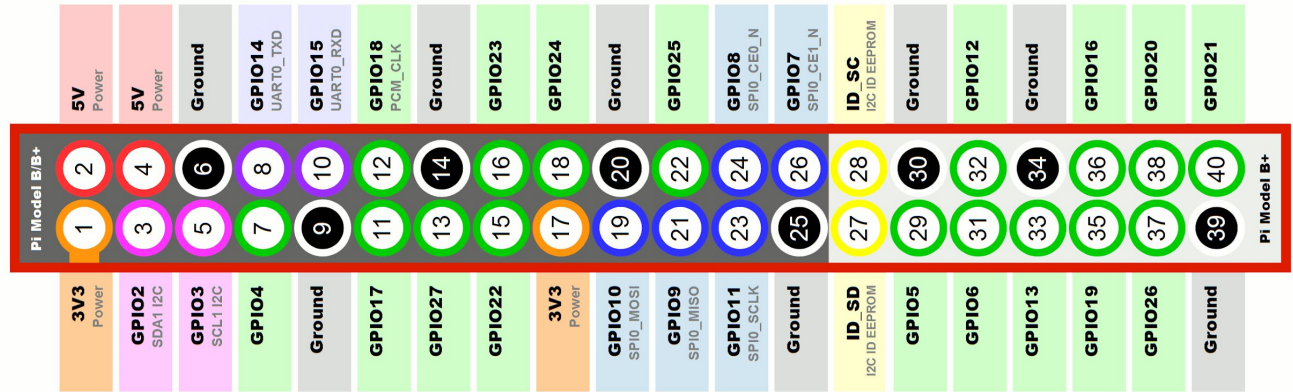 5V
Power
5V
Power
Ground
GPIO14
UART0_TXD
GPIO15
UART0_RXD
GPIO18
PCM_CLK
Ground
GPIO23
GPIO24
Ground
GPIO25
GPIO8
SPI0_CE0_N
GPIO7
SPI0_CE1_N
ID_SC
I2C ID EEPROM
Ground
GPIO12
Ground
GPIO16
GPIO20
GPIO21
Pi Model B/B+
2 4 6 8 10 12 14 16 18 20 22 24 26 28 30 32 34 36 38 40
1 3 5 7 9 11 13 15 17 19 21 23 25 27 29 31 33 35 37 39
Pi Model B+
3V3
Power
GPIO2
SDA1 I2C
GPIO3
SCL1 I2C
GPIO4
Ground
GPIO17
GPIO27
GPIO22
3V3
Power
GPIO10
SPI0_MOSI
GPIO9
SPI0_MISO
GPIO11
SPI0_SCLK
Ground
ID_SD
I2C ID EEPROM
GPIO5
GPIO6
GPIO13
GPIO19
GPIO26
Ground